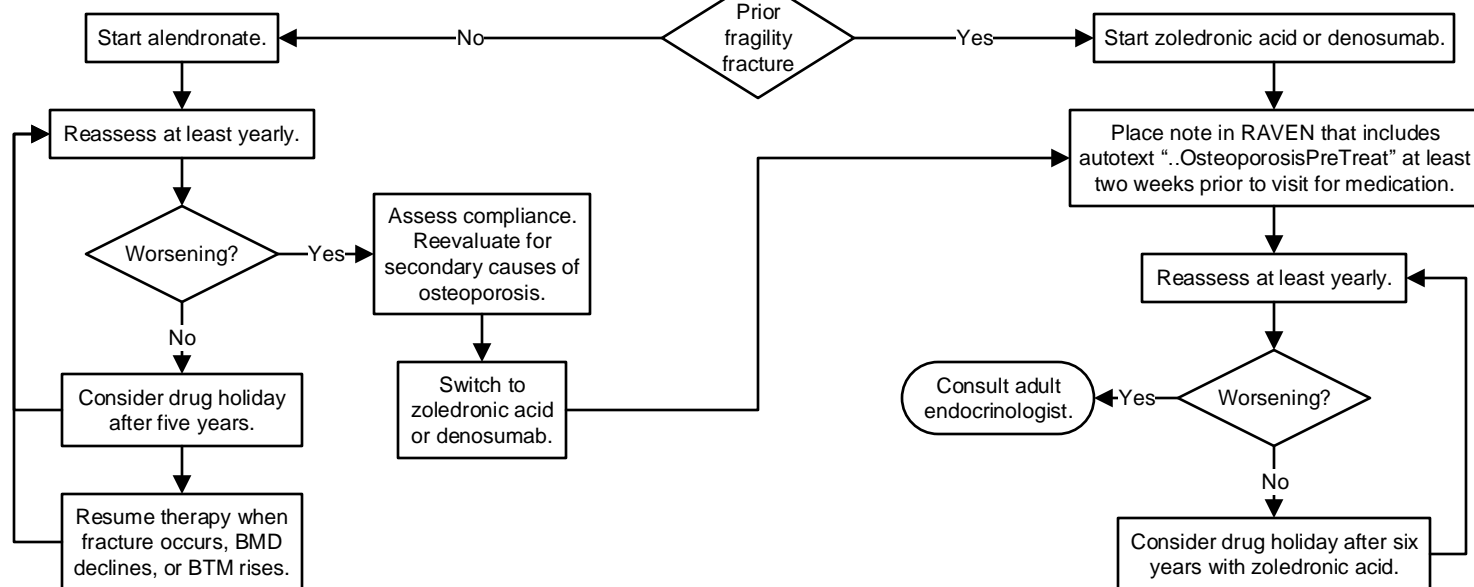 Prior
fragility
fracture
No
Yes
Start alendronate.
Start zoledronic acid or denosumab.
Reassess at least yearly.
Place note in RAVEN that includes
autotext “..OsteoporosisPreTreat” at least
two weeks prior to visit for medication.
Worsening?
Yes
Assess compliance.
Reevaluate for
secondary causes of
osteoporosis.
Reassess at least yearly.
No
Switch to
zoledronic acid
or denosumab.
Consider drug holiday
after five years.
Worsening?
Yes
Consult adult
endocrinologist.
No
Resume therapy when
fracture occurs, BMD
declines, or BTM rises.
Consider drug holiday after six
years with zoledronic acid.